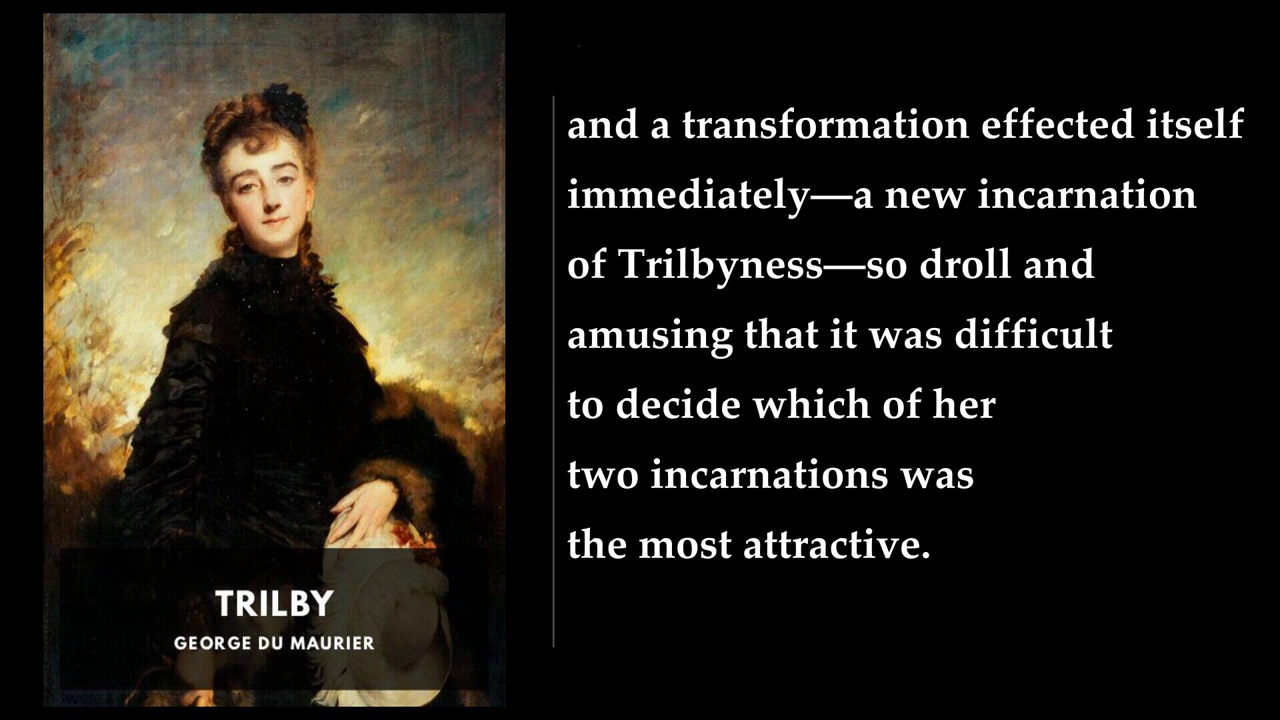 TRILBY
GEORGE DU MAURIER
and a transformation effected itself
immediately—a new incarnation
of Trilbyness—so droll and
amusing that it was difficult
to decide which of her
two incarnations was
the most attractive.